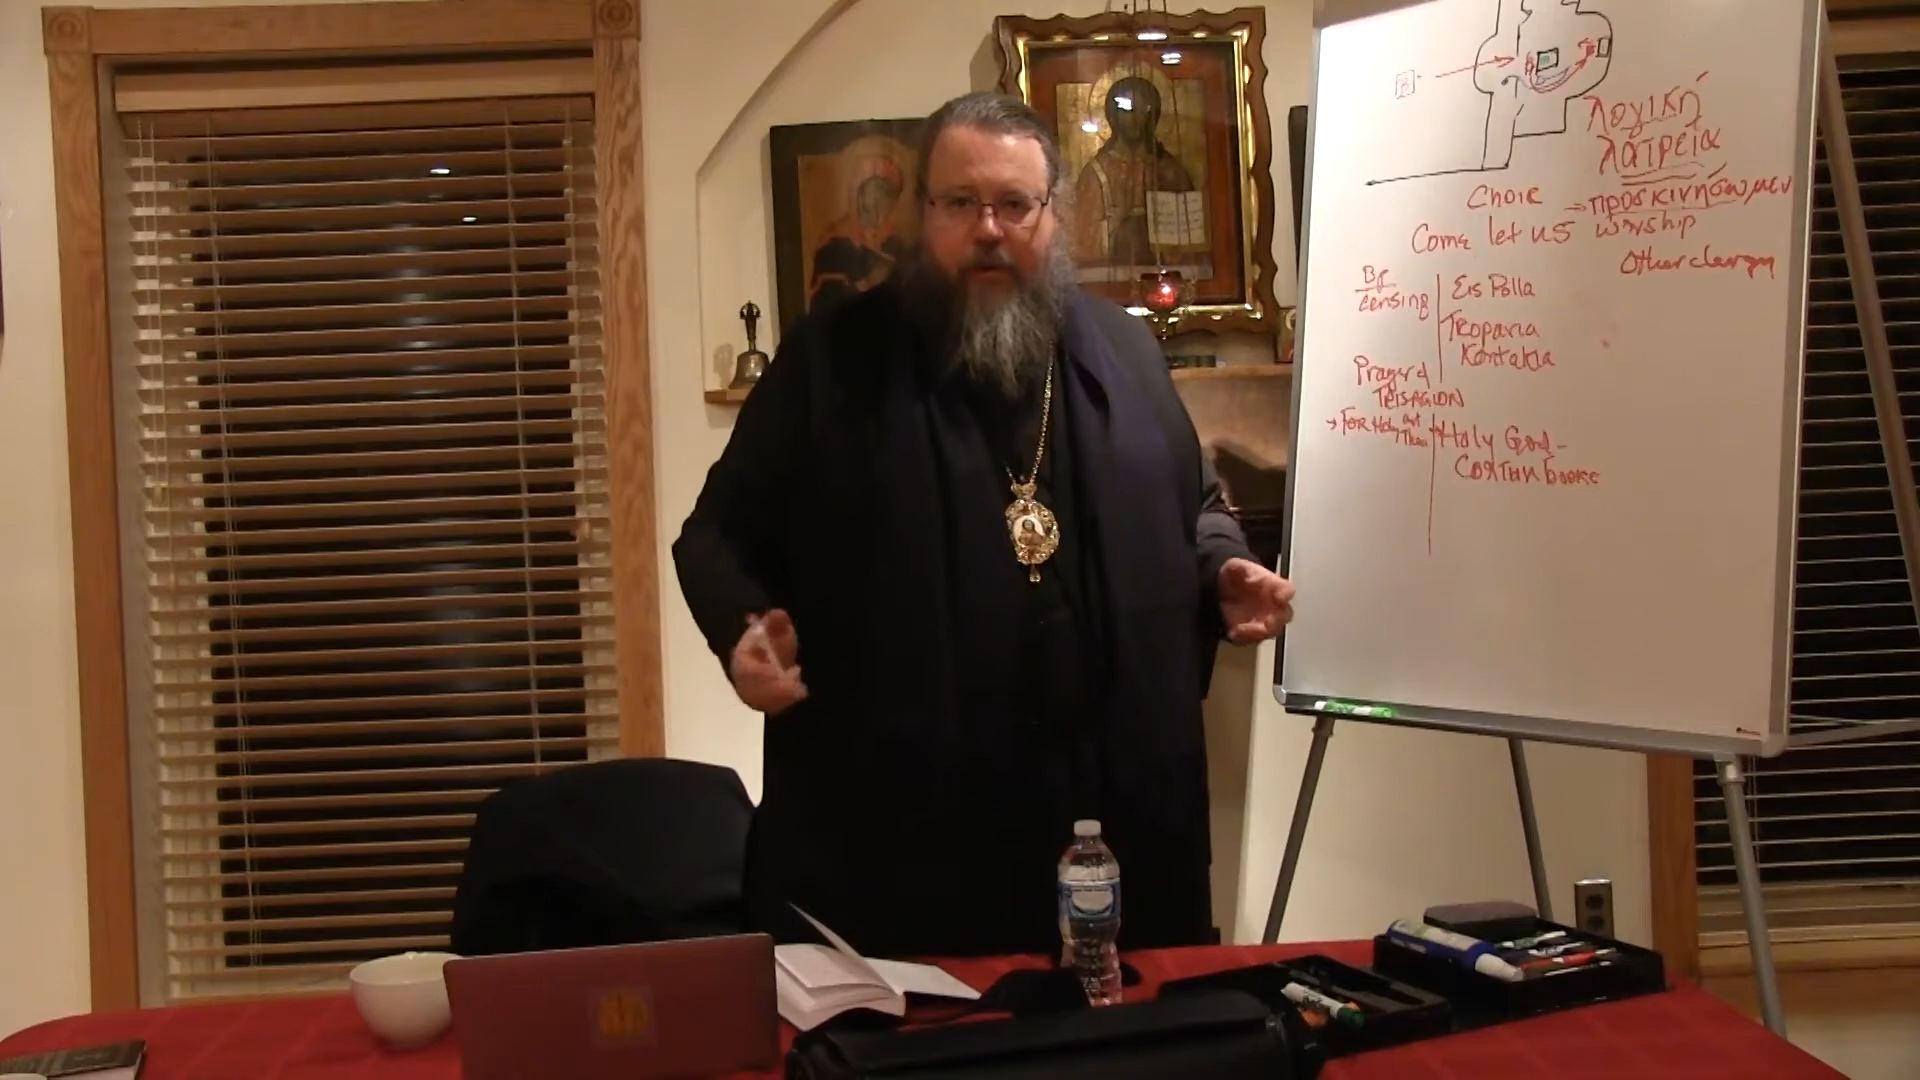 B
λογική
λατρεία
Choir
→προσκινήσωμεν
Come let us worship
Other clergy
Bp
censing
Eis Polla
Troparia
Kontakia
Prayer of
TRISAGION
→ FOR Holy art Thou
Holy God -